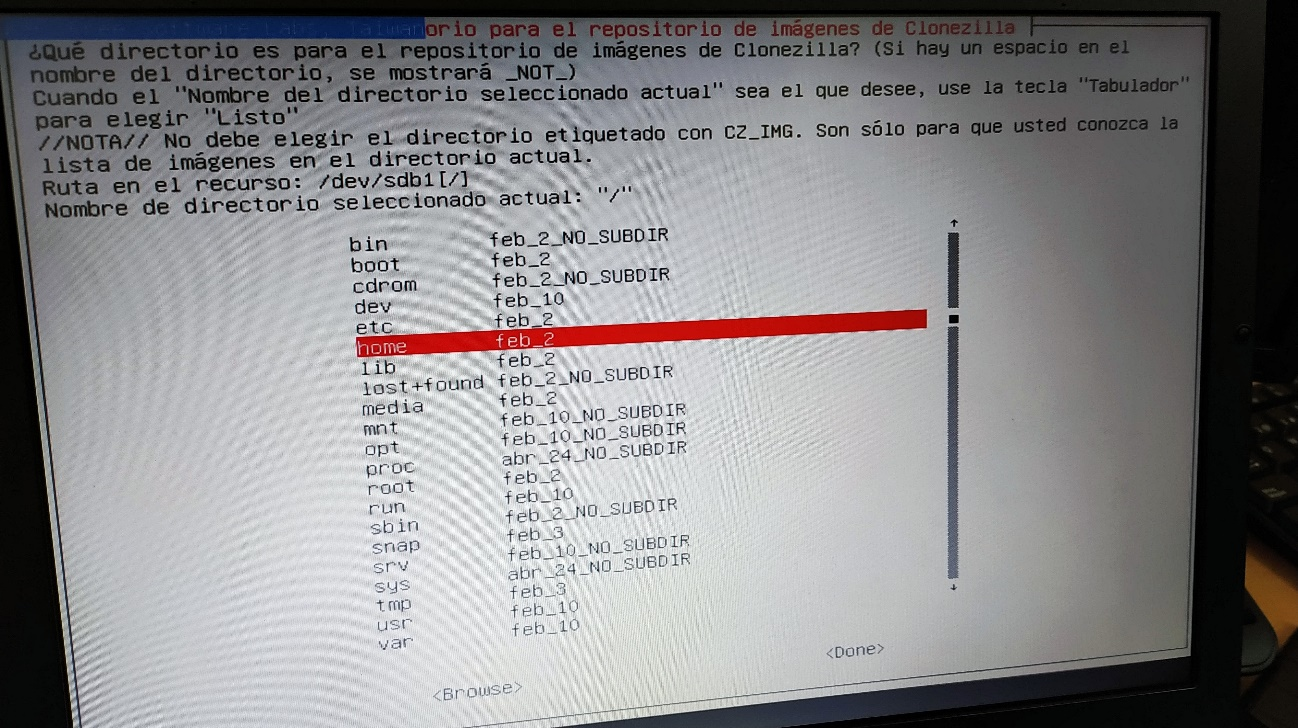 orio para el repositorio de imágenes de Clonezilla
¿Qué directorio es para el repositorio de imágenes de Clonezilla? (Si hay un espacio en el
nombre del directorio, se mostrará _NOT_)
Cuando el "Nombre del directorio seleccionado actual" sea el que desee, use la tecla "Tabulador"
para elegir "Listo"
//NOTA// No debe elegir el directorio etiquetado con CZ_IMG. Son sólo para que usted conozca la
lista de imágenes en el directorio actual.
Ruta en el recurso: /dev/sdb1[/]
Nombre de directorio seleccionado actual: "/"
bin feb_2_NO_SUBDIR
boot feb_2
cdrom feb_2_NO_SUBDIR
dev feb_10
etc feb_2
home feb_2
lib feb_2
lost+found feb_2_NO_SUBDIR
media feb_2
mnt feb_10_NO_SUBDIR
opt feb_10_NO_SUBDIR
proc abr_24_NO_SUBDIR
root feb_2
run feb_10
sbin feb_2_NO_SUBDIR
snap feb_3
srv feb_10_NO_SUBDIR
sys abr_24_NO_SUBDIR
tmp feb_3
usr feb_10
var feb_10
<Browse> <Done>